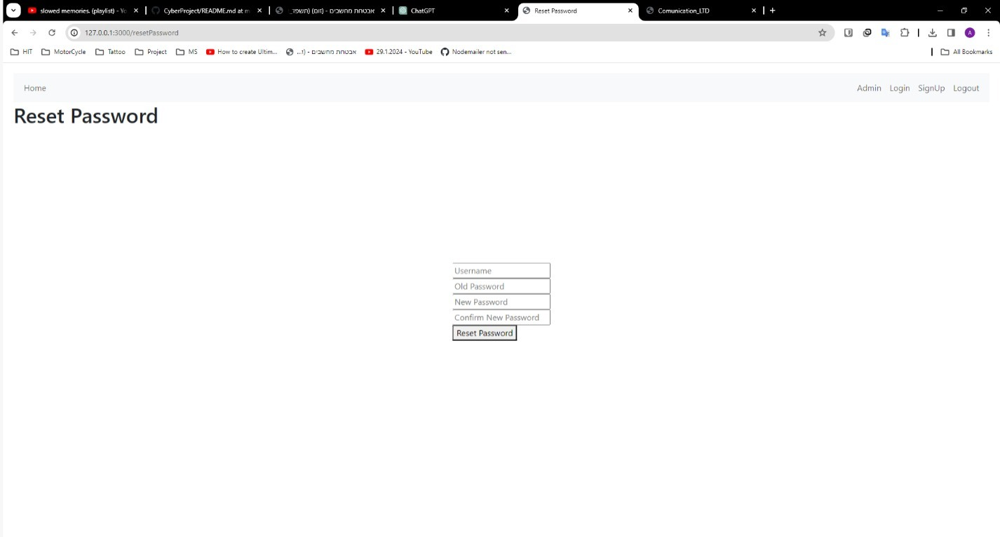 slowed memories. (playlist) - Yo
CyberProject/README.md at m
אבטחת מחשבים - (זום) (תשפד_
ChatGPT
Reset Password
Comunication_LTD
127.0.0.1:3000/resetPassword
A
HIT
MotorCycle
Tattoo
Project
MS
How to create Ultim...
אבטחת מחשבים - (ז...
29.1.2024 - YouTube
Nodemailer not sen...
All Bookmarks
Home
Admin Login SignUp Logout
Reset Password
Username
Old Password
New Password
Confirm New Password
Reset Password